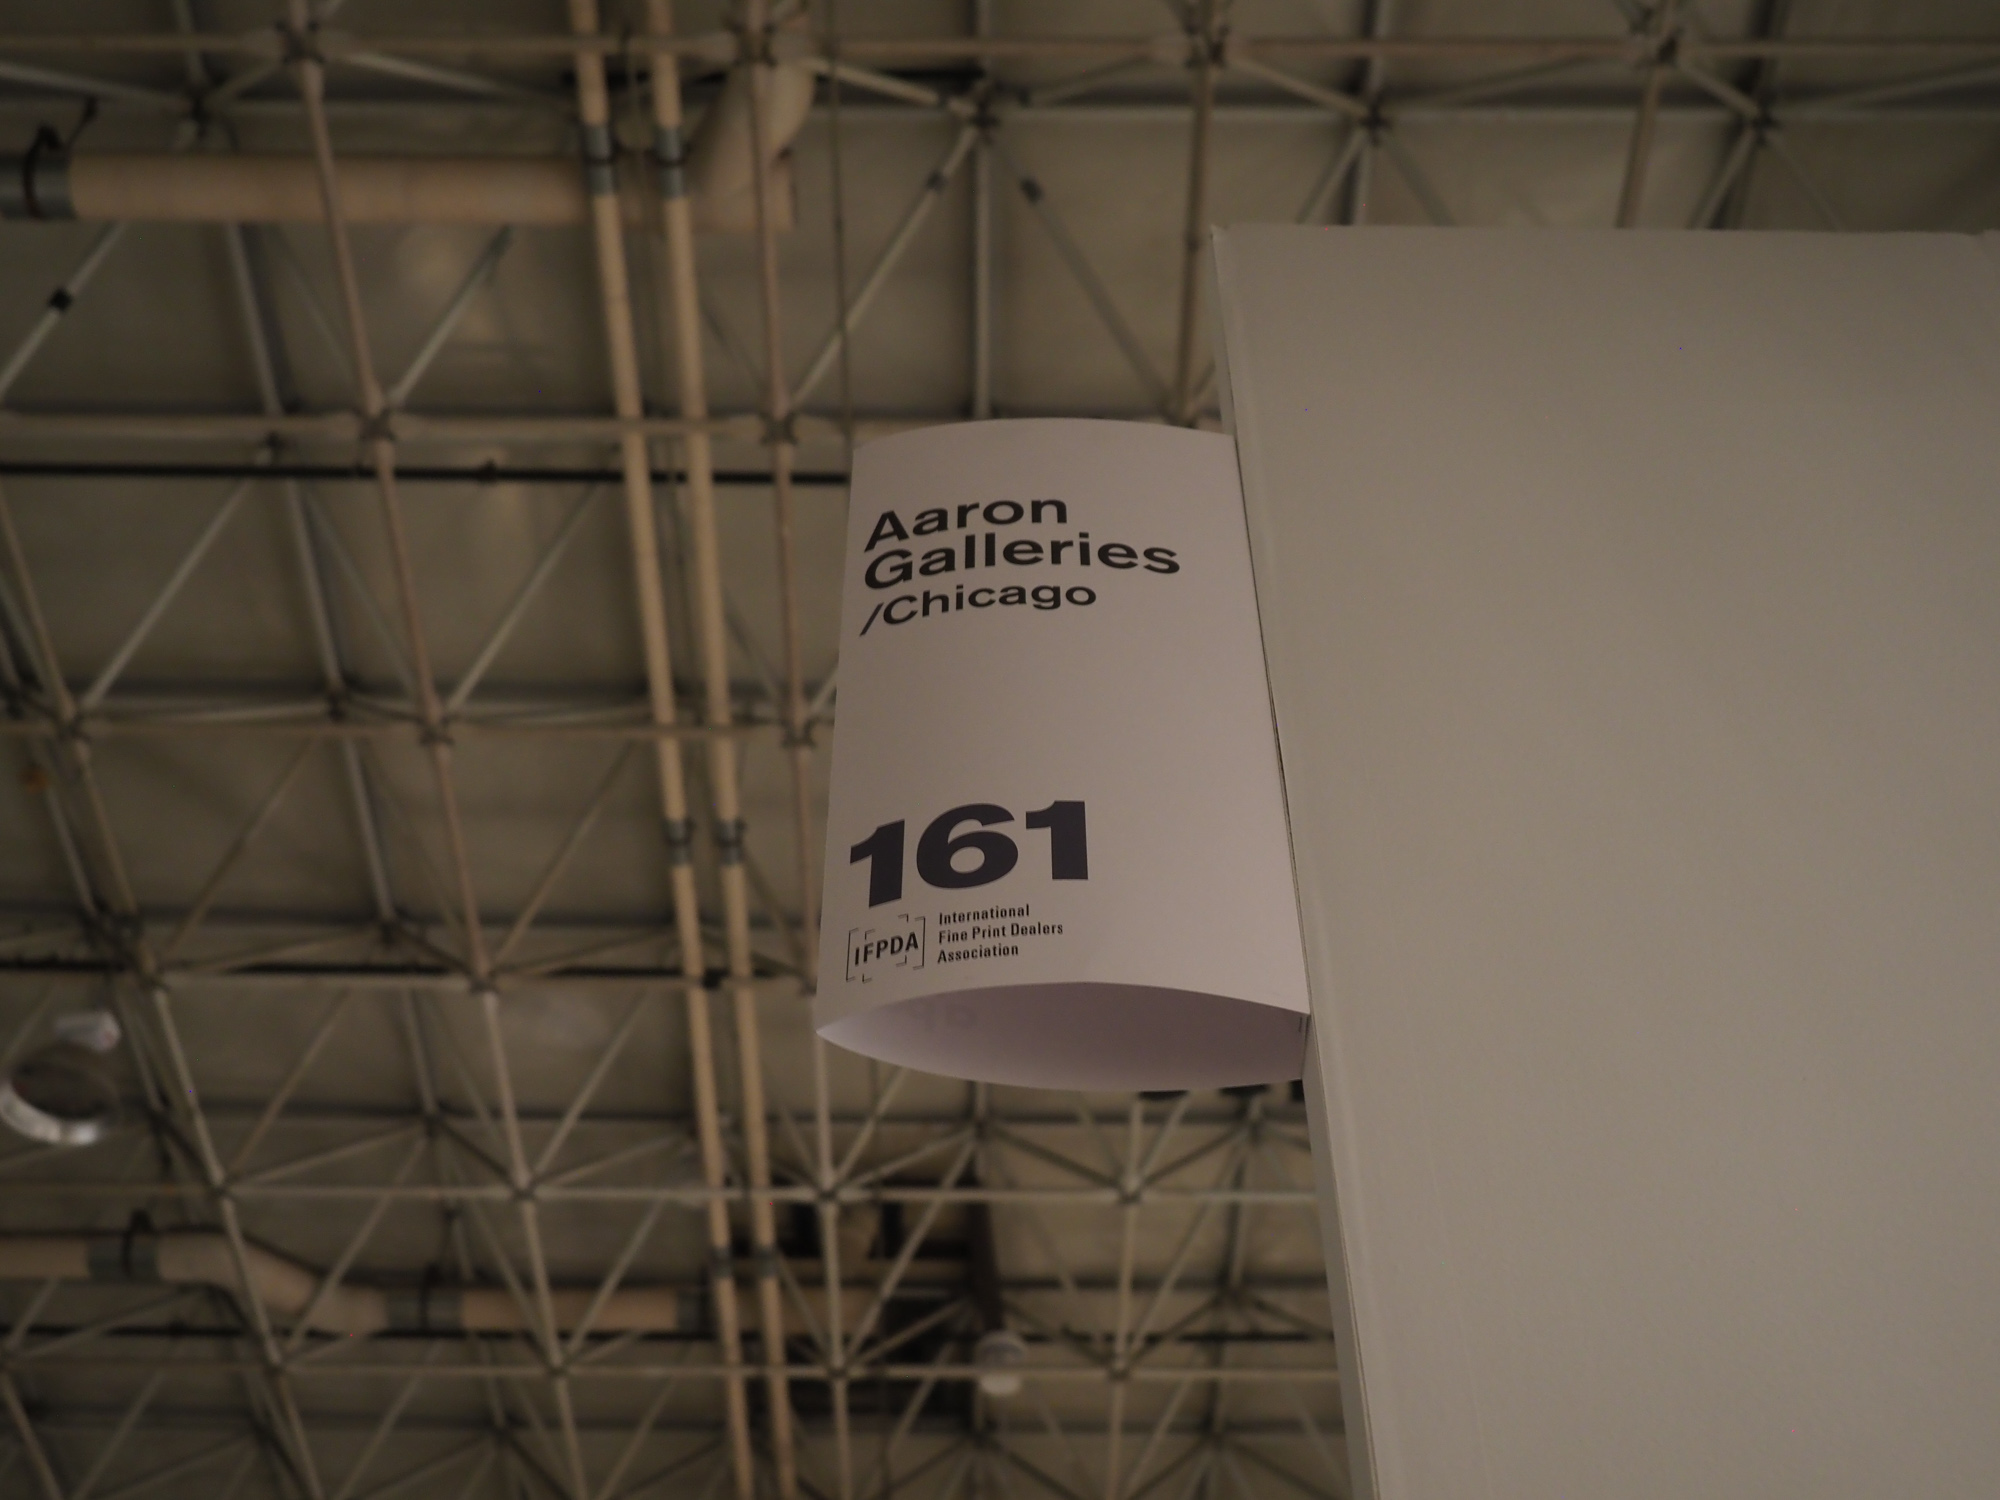 Aaron
Galleries
/Chicago
161
IFPDA
International
Fine Print Dealers
Association